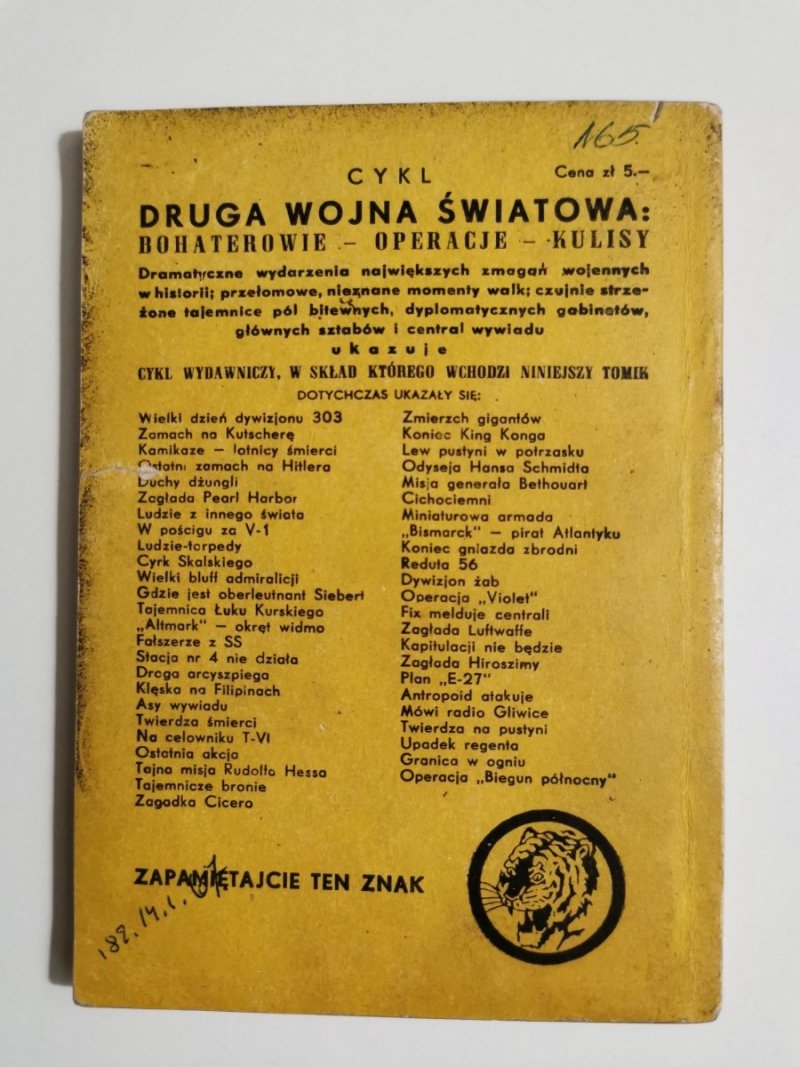 165
CYKL
Cena zł 5.—
DRUGA WOJNA ŚWIATOWA:
BOHATEROWIE – OPERACJE – KULISY
Dramatyczne wydarzenia największych zmagań wojennych
w historii; przełomowe, nieznane momenty walk; czujnie strze-
żone tajemnice pól bitewnych, dyplomatycznych gabinetów,
głównych sztabów i central wywiadu
ukazuje
CYKL WYDAWNICZY, W SKŁAD KTÓREGO WCHODZI NINIEJSZY TOMIK
DOTYCHCZAS UKAZAŁY SIĘ:
Wielki dzień dywizjonu 303
Zamach na Kutscherę
Kamikaze — lotnicy śmierci
Ostatni zamach na Hitlera
Duchy dżungli
Zagłada Pearl Harbor
Ludzie z innego świata
W pościgu za V-1
Ludzie-torpedy
Cyrk Skalskiego
Wielki bluff admiralicji
Gdzie jest oberleutnant Siebert
Tajemnica Łuku Kurskiego
„Altmark" — okręt widmo
Fałszerze z SS
Stacja nr 4 nie działa
Droga arcyszpiega
Klęska na Filipinach
Asy wywiadu
Twierdza śmierci
Na celowniku T-VI
Ostatnia akcja
Tajna misja Rudolfa Hessa
Tajemnicze bronie
Zagadka Cicero
Zmierzch gigantów
Koniec King Konga
Lew pustyni w potrzasku
Odyseja Hansa Schmidta
Misja generała Bethouart
Cichociemni
Miniaturowa armada
„Bismarck" — pirat Atlantyku
Koniec gniazda zbrodni
Reduta 56
Dywizjon żab
Operacja „Violet"
Fix melduje centrali
Zagłada Luftwaffe
Kapitulacji nie będzie
Zagłada Hiroszimy
Plan „E-27"
Antropoid atakuje
Mówi radio Gliwice
Twierdza na pustyni
Upadek regenta
Granica w ogniu
Operacja „Biegun północny"
ZAPAMIĘTAJCIE TEN ZNAK